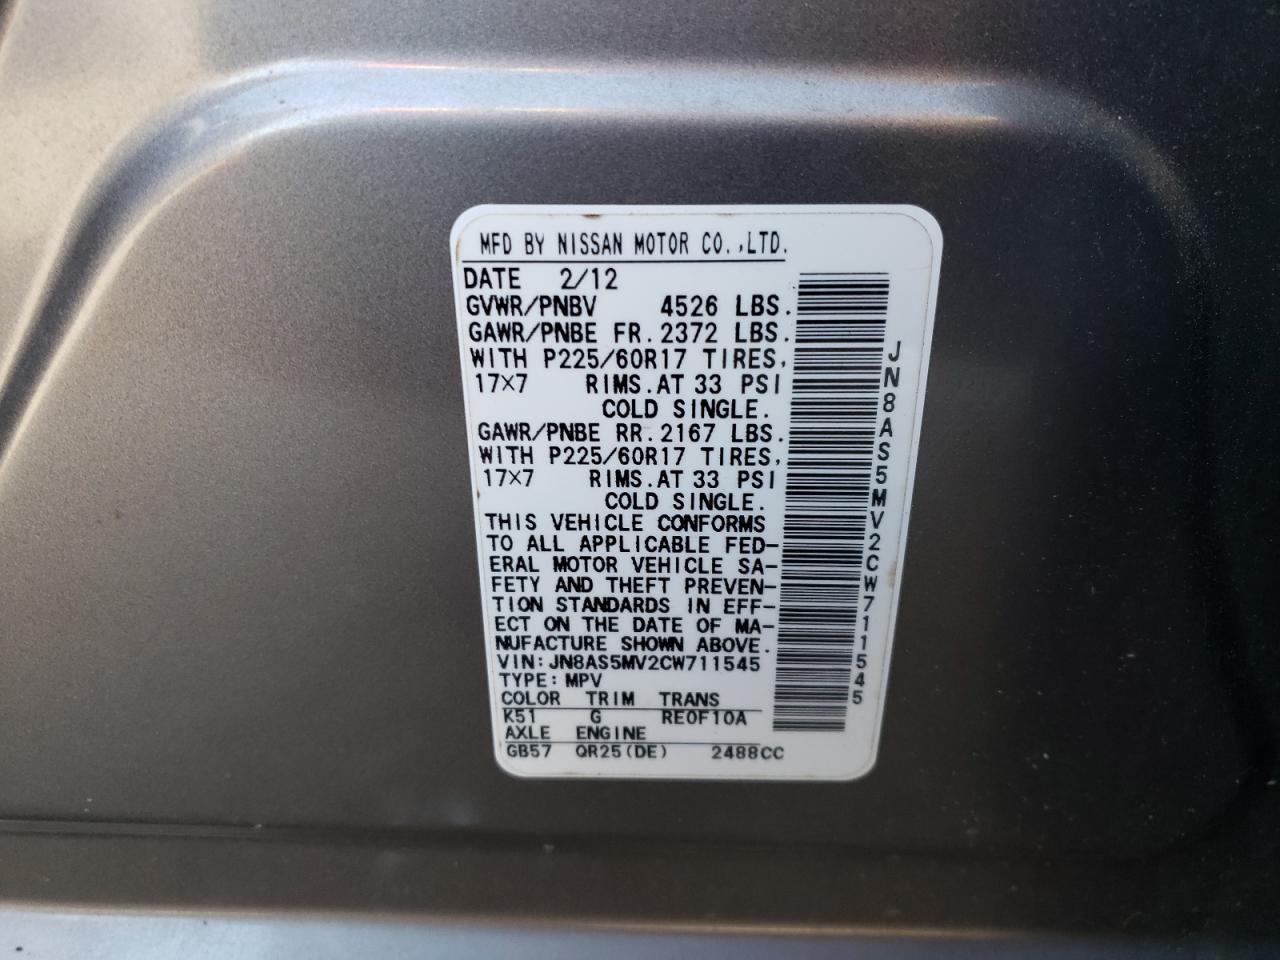 MFD BY NISSAN MOTOR CO.,LTD.
DATE 2/12
GVWR/PNBV 4526 LBS.
GAWR/PNBE FR. 2372 LBS.
WITH P225/60R17 TIRES,
17×7 RIMS.AT 33 PSI
COLD SINGLE.
GAWR/PNBE RR. 2167 LBS.
WITH P225/60R17 TIRES,
17×7 RIMS.AT 33 PSI
COLD SINGLE.
THIS VEHICLE CONFORMS
TO ALL APPLICABLE FED-
ERAL MOTOR VEHICLE SA-
FETY AND THEFT PREVEN-
TION STANDARDS IN EFF-
ECT ON THE DATE OF MA-
NUFACTURE SHOWN ABOVE.
VIN:JN8AS5MV2CW711545
TYPE:MPV
COLOR TRIM TRANS
K51 G RE0F10A
AXLE ENGINE
GB57 QR25(DE) 2488CC
JN8AS5MV2CW711545